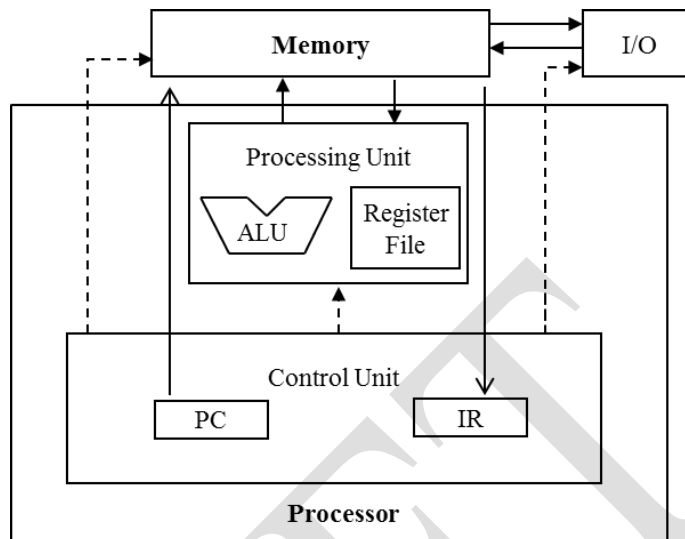 Memory
I/O
Processing Unit
ALU
Register
File
Control Unit
PC
IR
Processor